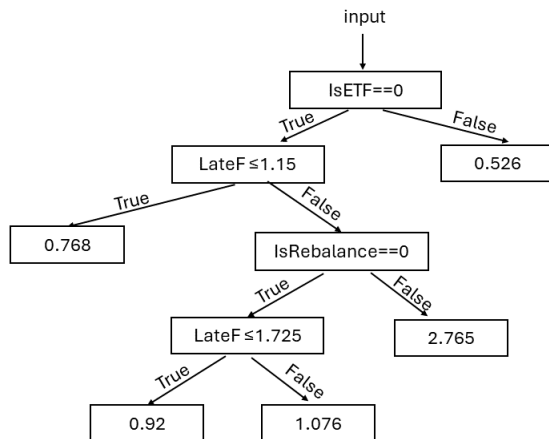 input
IsETF==0
True
False
LateF ≤1.15
0.526
True
False
0.768
IsRebalance==0
True
False
LateF ≤1.725
2.765
True
False
0.92
1.076